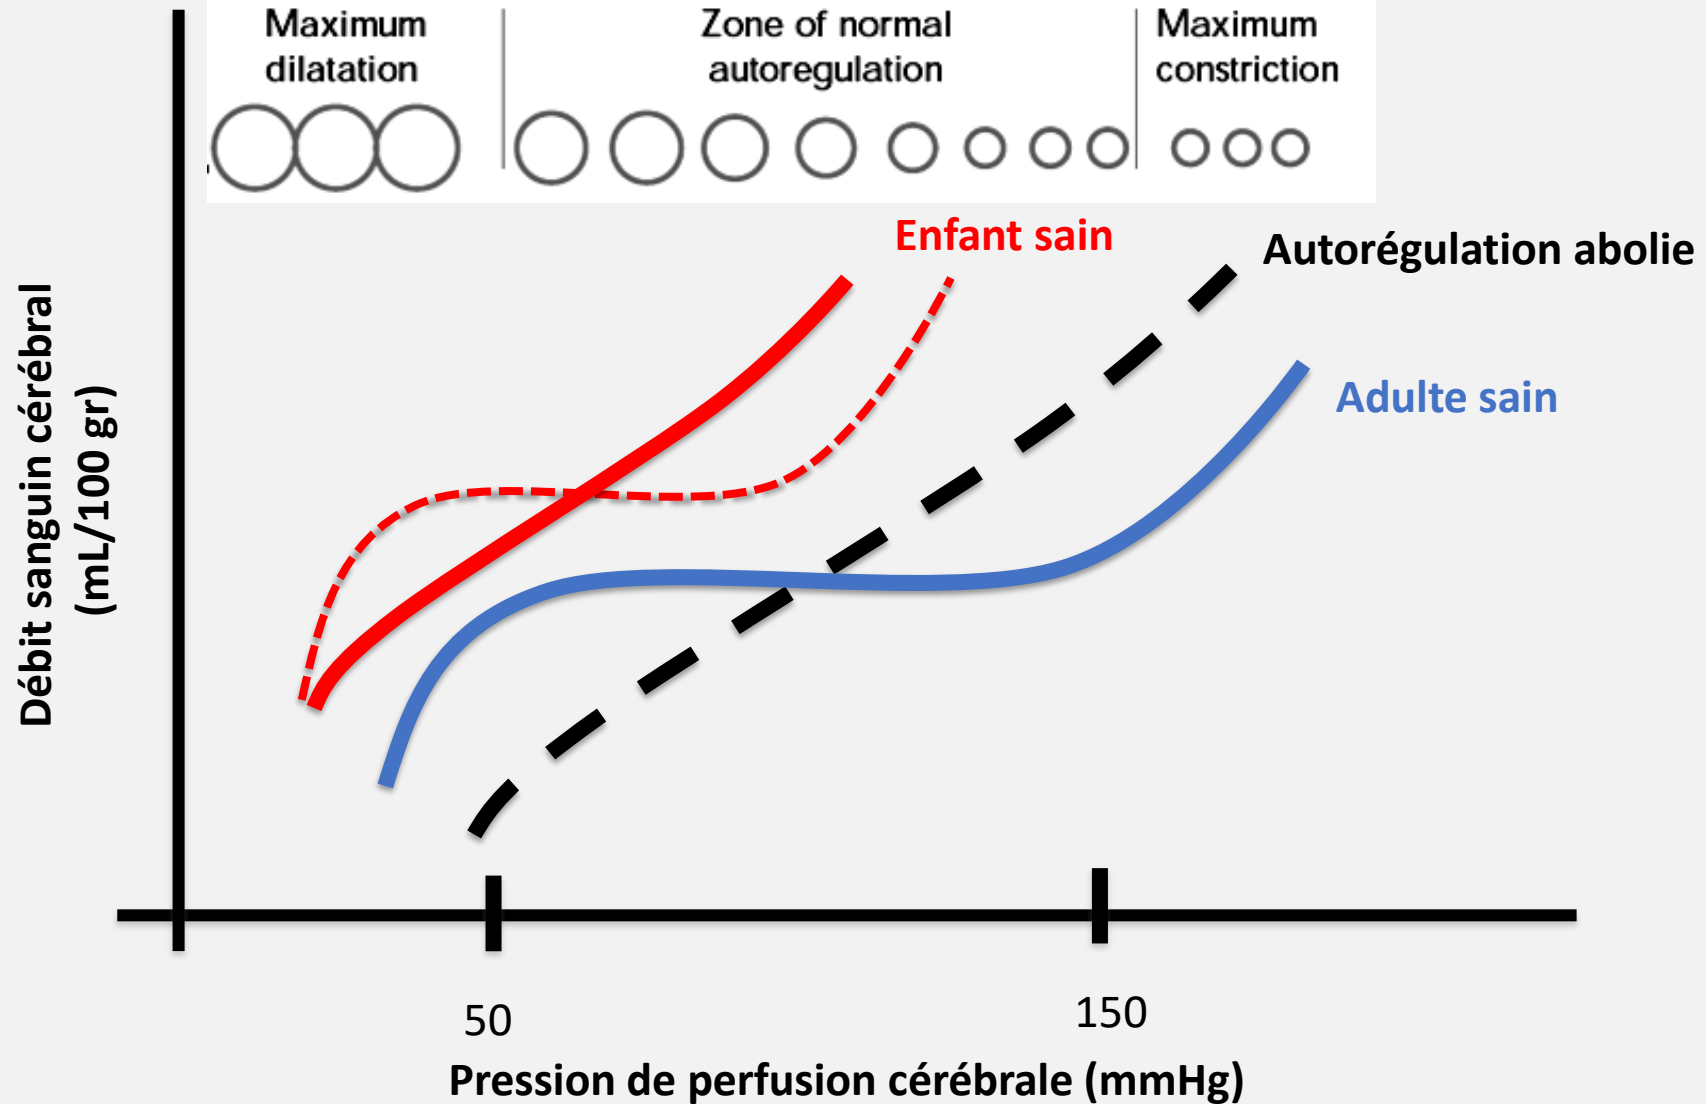 Maximum
dilatation
Zone of normal
autoregulation
Maximum
constriction
Enfant sain
Autorégulation abolie
Adulte sain
Débit sanguin cérébral
(mL/100 gr)
50
150
Pression de perfusion cérébrale (mmHg)